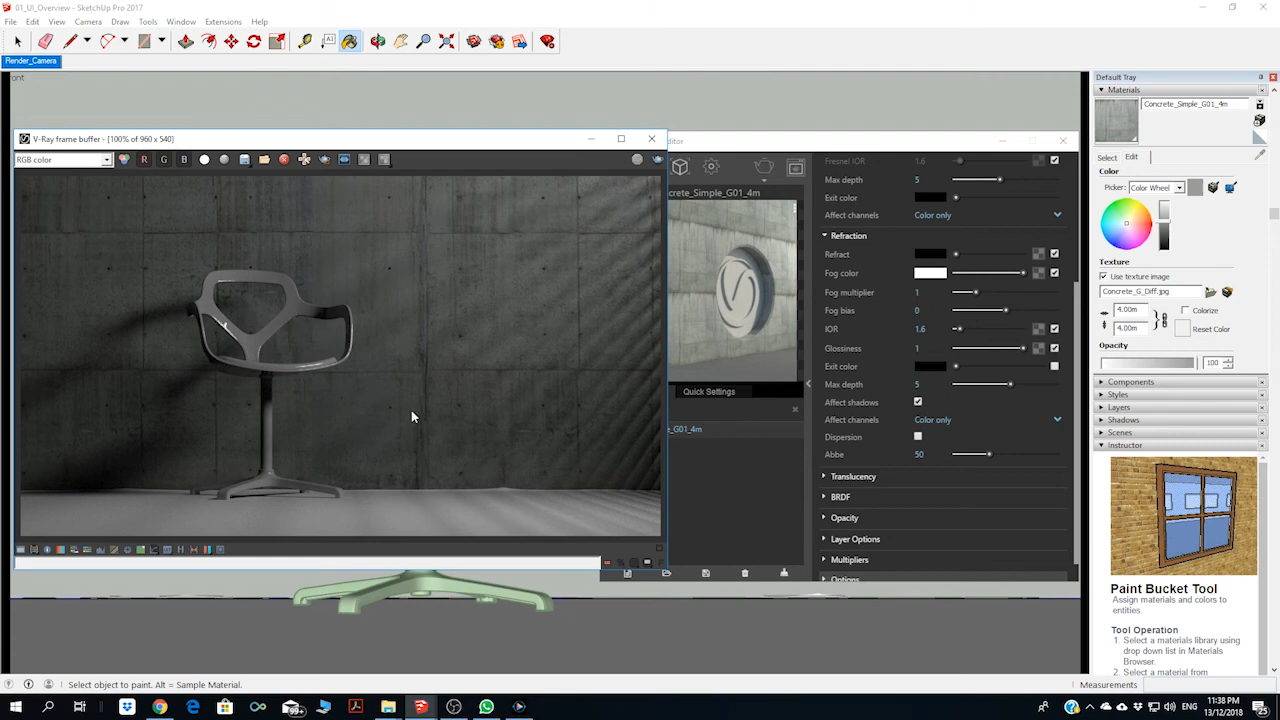 01_UI_Overview - SketchUp Pro 2017
File Edit View Camera Draw Tools Window Extensions Help
Render_Camera
ont
V-Ray frame buffer - [100% of 960 x 540]
RGB color
R G B
ditor
crete_Simple_G01_4m
Quick Settings
e_G01_4m
Fresnel IOR 1.6
Max depth 5
Exit color
Affect channels Color only
Refraction
Refract
Fog color
Fog multiplier 1
Fog bias 0
IOR 1.6
Glossiness 1
Exit color
Max depth 5
Affect shadows
Affect channels Color only
Dispersion
Abbe 50
Translucency
BRDF
Opacity
Layer Options
Multipliers
Options
Default Tray
Materials
Concrete_Simple_G01_4m
Select Edit
Color
Picker: Color Wheel
Texture
Use texture image
Concrete_G_Diff.jpg
4.00m Colorize
4.00m Reset Color
Opacity
100
Components
Styles
Layers
Shadows
Scenes
Instructor
Paint Bucket Tool
Assign materials and colors to
entities.
Tool Operation
1. Select a materials library using
drop down list in Materials
Browser.
2. Select a material from
Select object to paint. Alt = Sample Material.
Measurements
11:38 PM
13/12/2018